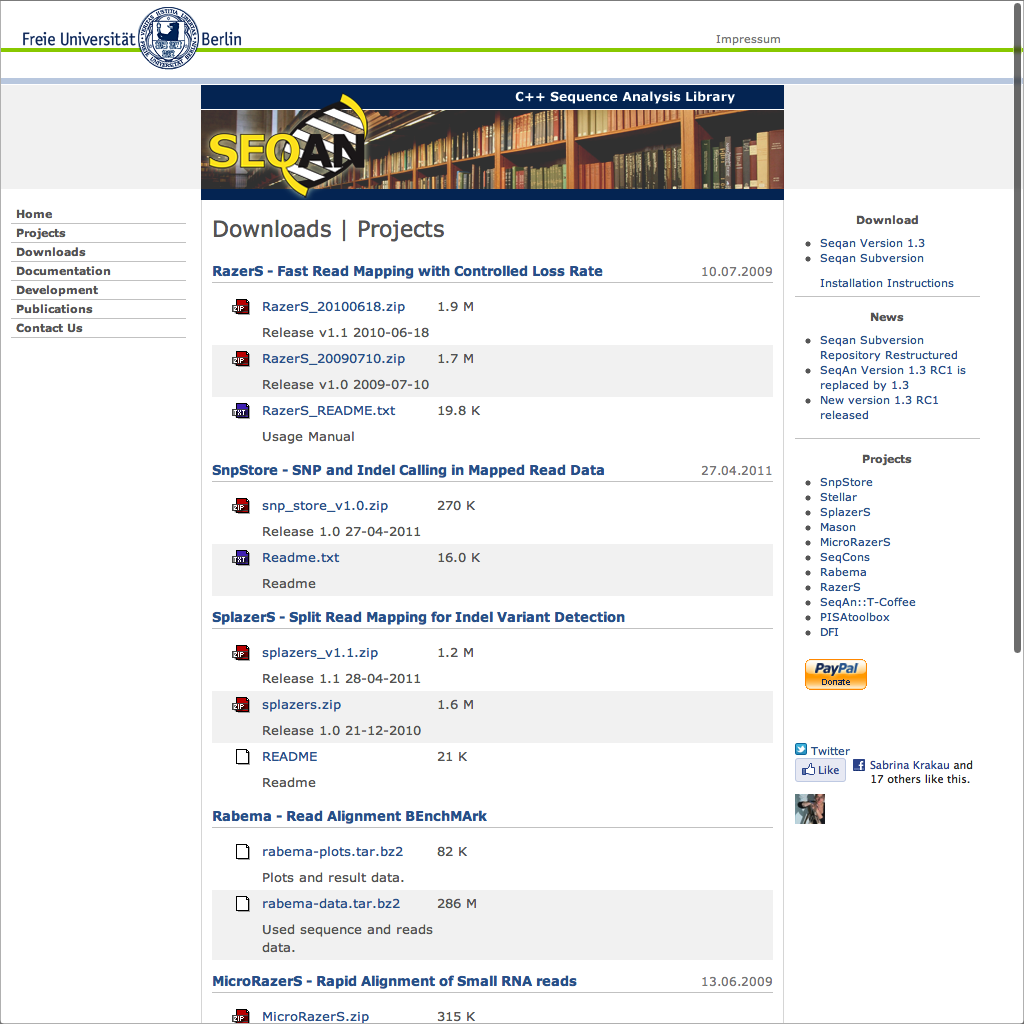 Freie Universität Berlin
Impressum
C++ Sequence Analysis Library
SEQAN
Home
Projects
Downloads
Documentation
Development
Publications
Contact Us
Downloads | Projects
RazerS - Fast Read Mapping with Controlled Loss Rate 10.07.2009
ZIP RazerS_20100618.zip 1.9 M
Release v1.1 2010-06-18
ZIP RazerS_20090710.zip 1.7 M
Release v1.0 2009-07-10
TXT RazerS_README.txt 19.8 K
Usage Manual
SnpStore - SNP and Indel Calling in Mapped Read Data 27.04.2011
ZIP snp_store_v1.0.zip 270 K
Release 1.0 27-04-2011
TXT Readme.txt 16.0 K
Readme
SplazerS - Split Read Mapping for Indel Variant Detection
ZIP splazers_v1.1.zip 1.2 M
Release 1.1 28-04-2011
ZIP splazers.zip 1.6 M
Release 1.0 21-12-2010
README 21 K
Readme
Rabema - Read Alignment BEnchMArk
rabema-plots.tar.bz2 82 K
Plots and result data.
rabema-data.tar.bz2 286 M
Used sequence and reads
data.
MicroRazerS - Rapid Alignment of Small RNA reads 13.06.2009
ZIP MicroRazerS.zip 315 K
Download
Seqan Version 1.3
Seqan Subversion
Installation Instructions
News
Seqan Subversion
Repository Restructured
SeqAn Version 1.3 RC1 is
replaced by 1.3
New version 1.3 RC1
released
Projects
SnpStore
Stellar
SplazerS
Mason
MicroRazerS
SeqCons
Rabema
RazerS
SeqAn::T-Coffee
PISAtoolbox
DFI
PayPal
Donate
Twitter
Like Sabrina Krakau and
17 others like this.